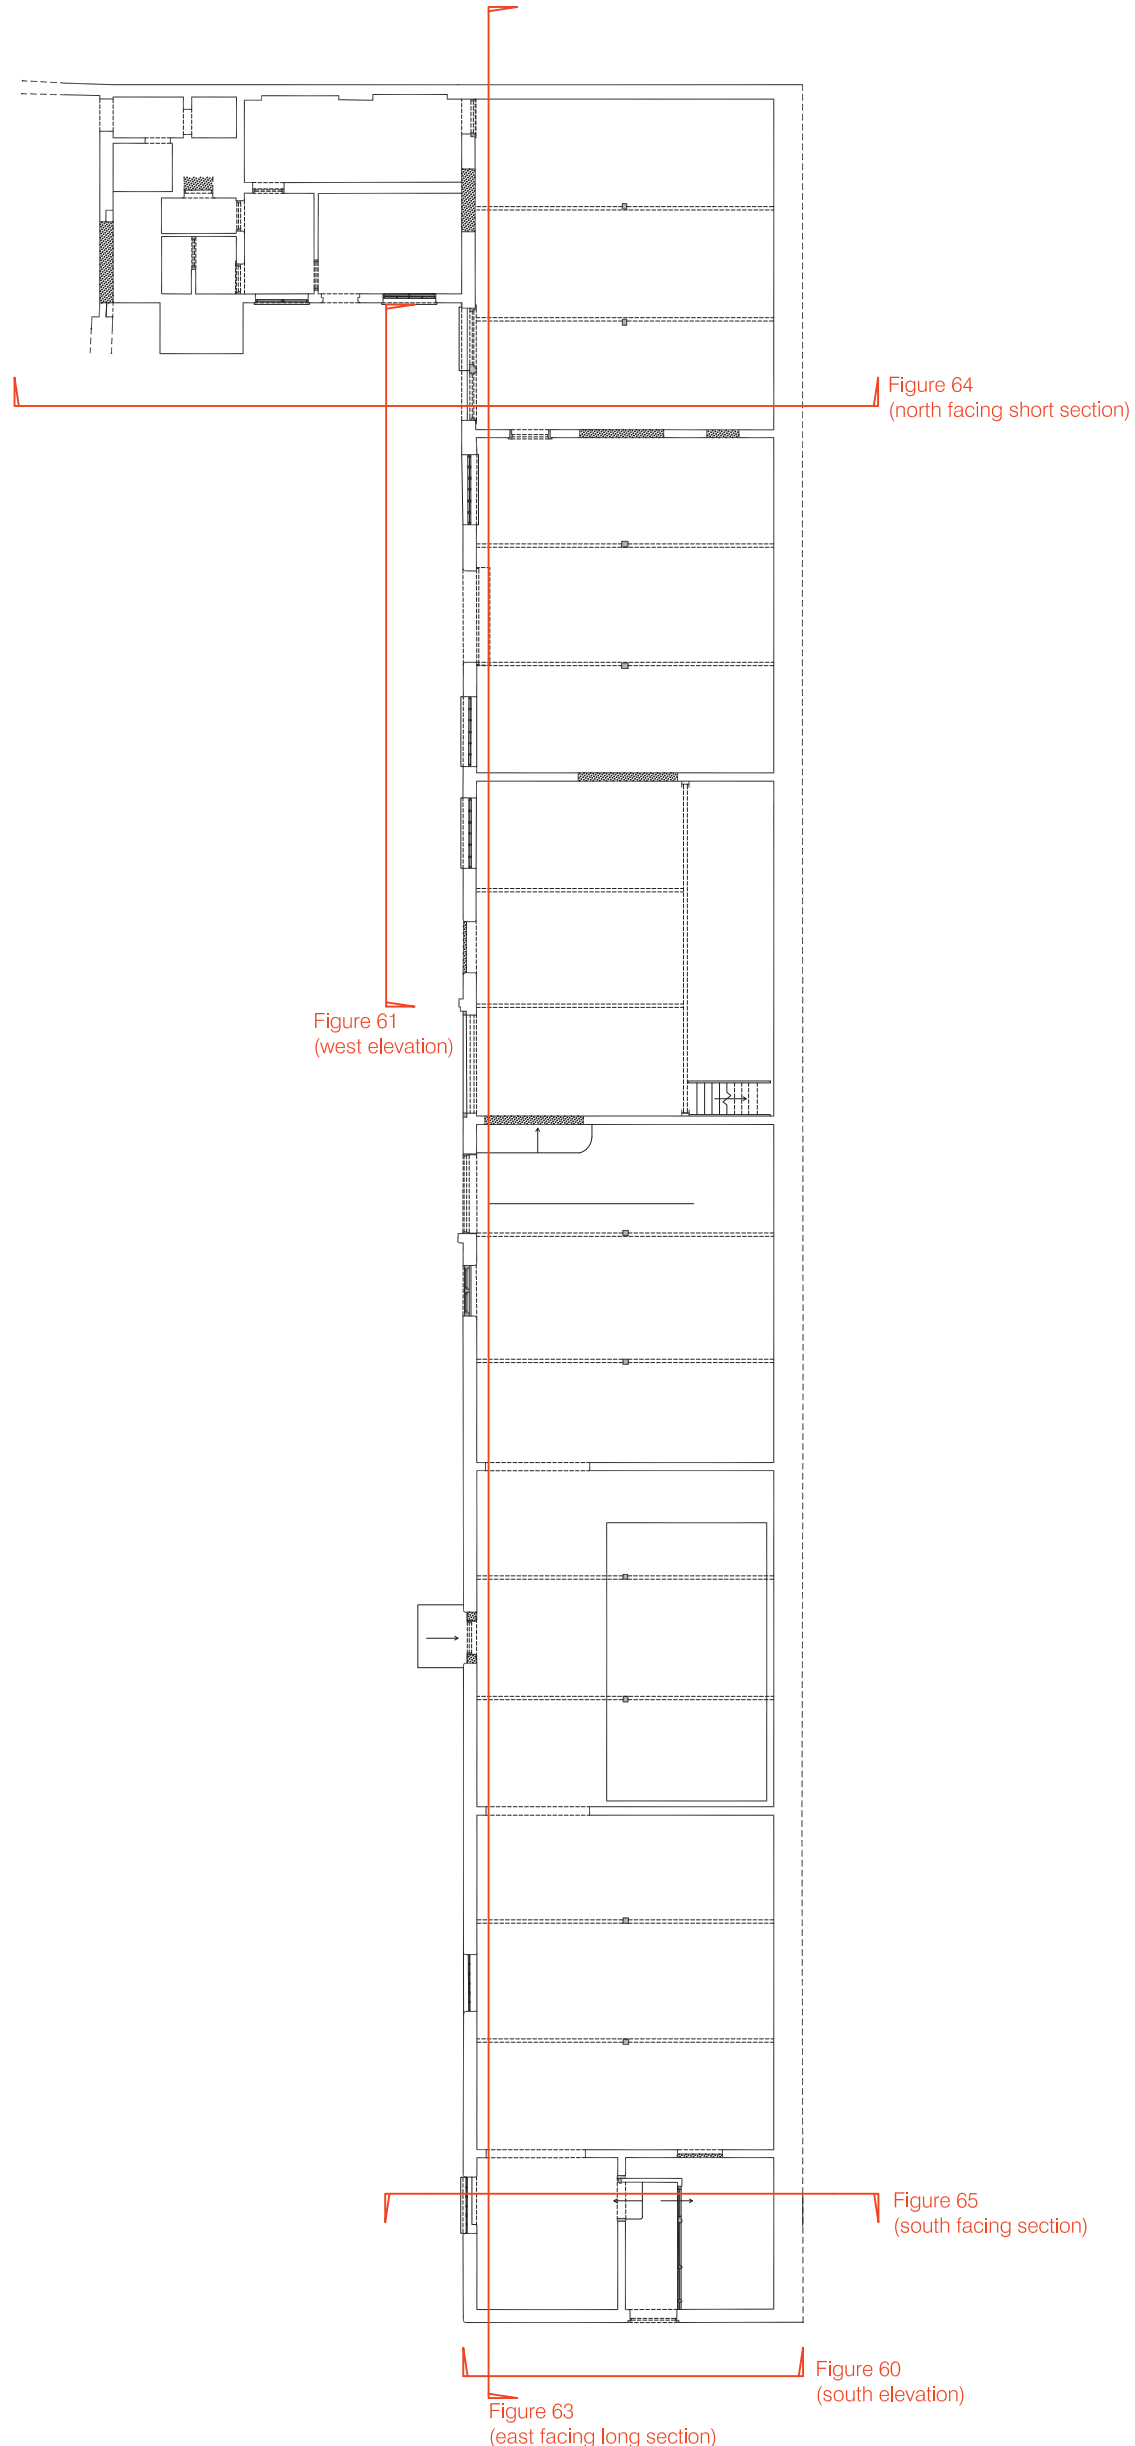 Figure 64
(north facing short section)
Figure 61
(west elevation)
Figure 65
(south facing section)
Figure 60
(south elevation)
Figure 63
(east facing long section)